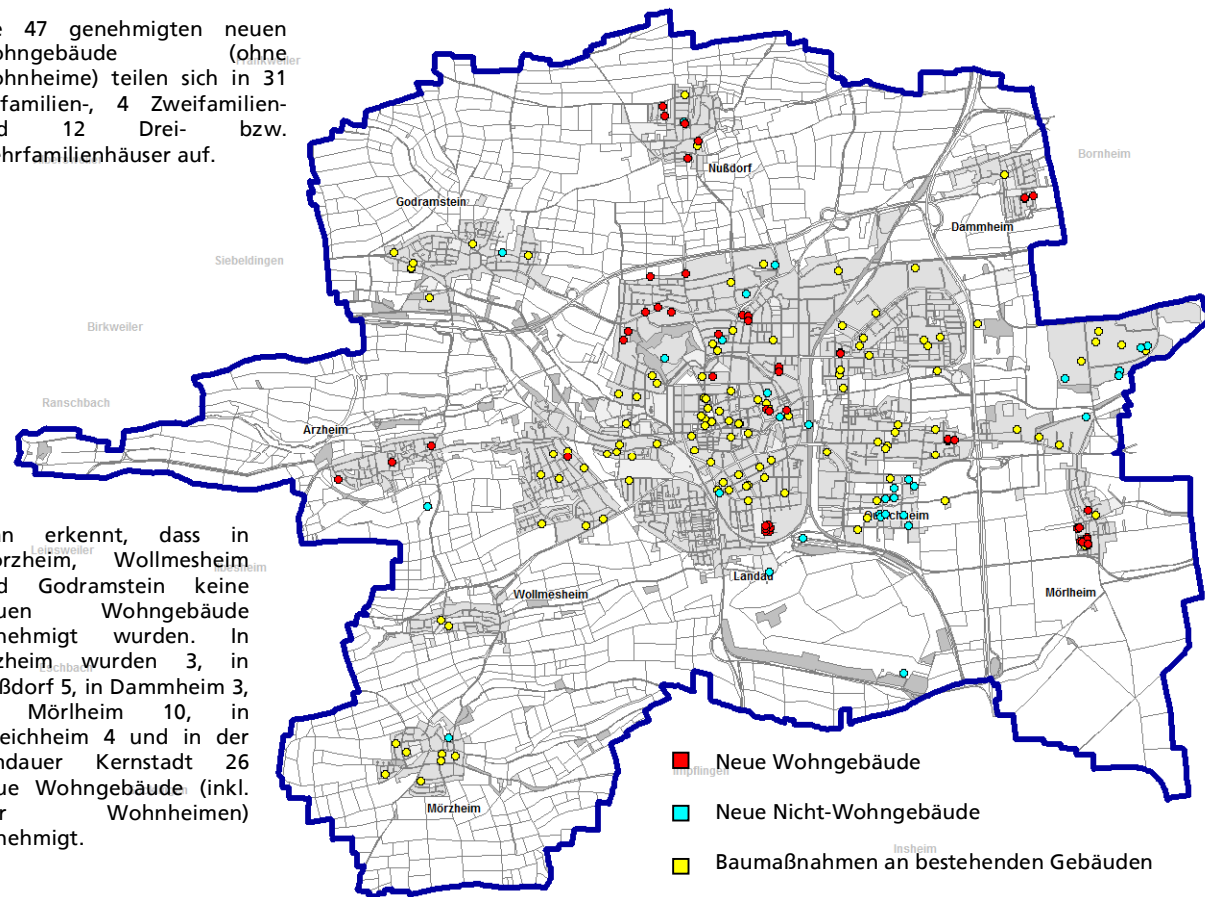 e 47 genehmigten neuen
ohngebäude (ohne
ohnheime) teilen sich in 31
familien-, 4 Zweifamilien-
d 12 Drei- bzw.
ehrfamilienhäuser auf.
Bornheim
Nußdorf
Godramstein
Dammheim
Siebeldingen
Birkweiler
Ranschbach
Arzheim
an erkennt, dass in
örzheim, Wollmesheim
d Godramstein keine
uen Wohngebäude
nehmigt wurden. In
zheim wurden 3, in
ßdorf 5, in Dammheim 3,
Mörlheim 10, in
eichheim 4 und in der
ndauer Kernstadt 26
ue Wohngebäude (inkl.
r Wohnheimen)
nehmigt.
Leinsweiler
Landau
Mörlheim
Wollmesheim
Mörzheim
Impflingen
Insheim
Neue Wohngebäude
Neue Nicht-Wohngebäude
Baumaßnahmen an bestehenden Gebäuden